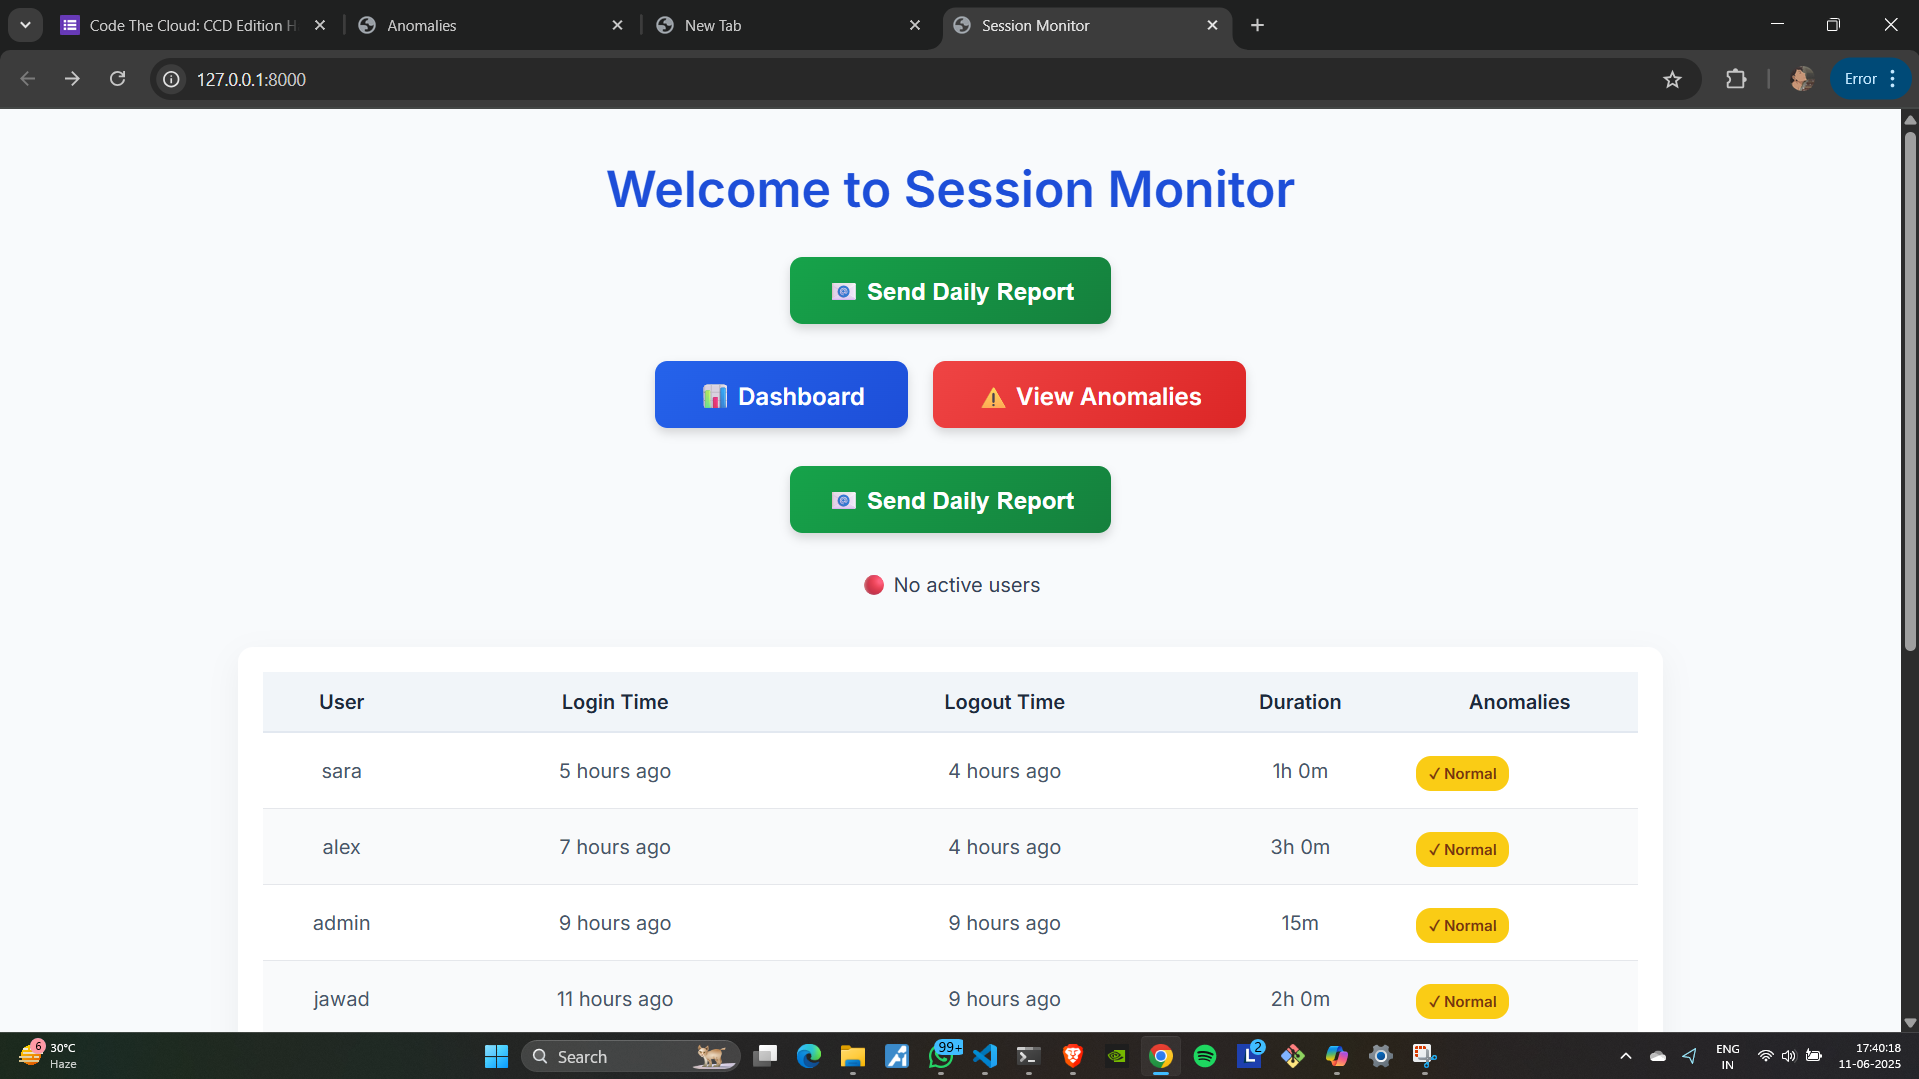 Code The Cloud: CCD Edition H
Anomalies
New Tab
Session Monitor
127.0.0.1:8000
Error
Welcome to Session Monitor
Send Daily Report
Dashboard
View Anomalies
Send Daily Report
No active users
User Login Time Logout Time Duration Anomalies
sara 5 hours ago 4 hours ago 1h 0m ✓ Normal
alex 7 hours ago 4 hours ago 3h 0m ✓ Normal
admin 9 hours ago 9 hours ago 15m ✓ Normal
jawad 11 hours ago 9 hours ago 2h 0m ✓ Normal
6
30°C
Haze
Search
99+
L
2
ENG
IN
17:40:18
11-06-2025